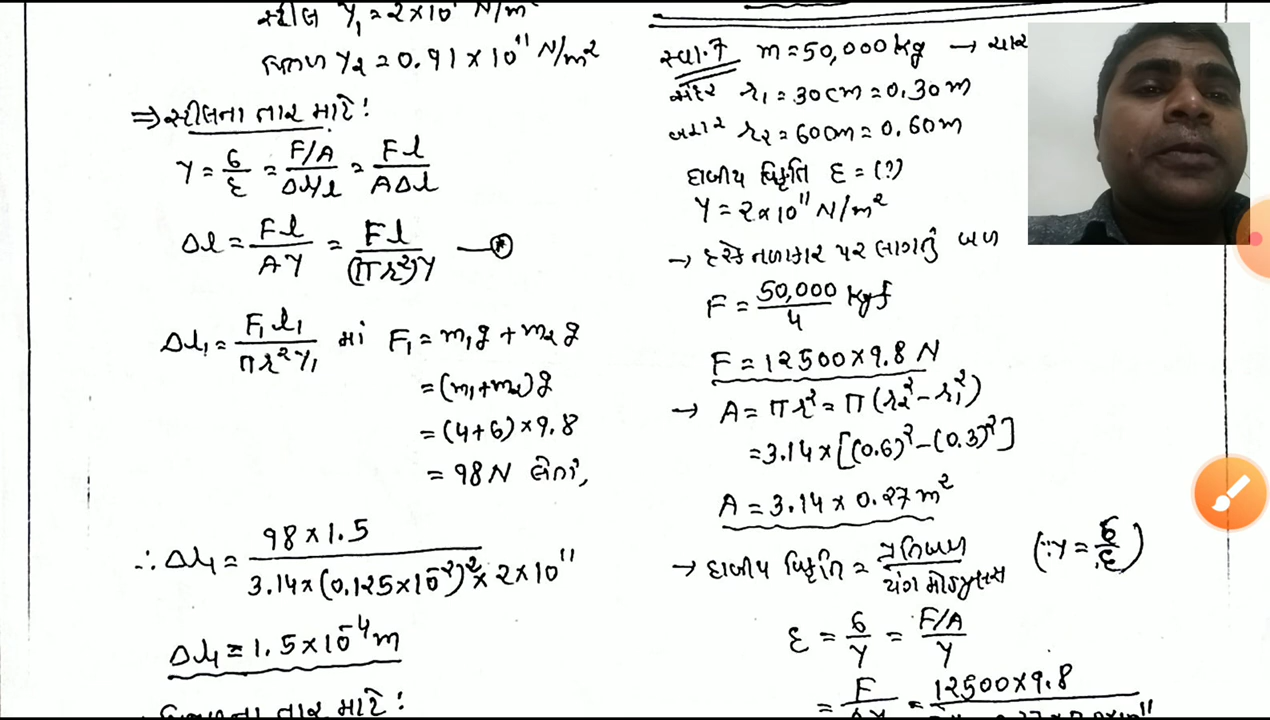 સ્ટીલ Y₁ = 2×10¹¹ N/m²
પિત્તળ Y₂ = 0.91 × 10¹¹ N/m²
⇒ સ્ટીલના તાર માટે:
Y = σ/ε = (F/A)/(Δl/l) = Fl/(AΔl)
Δl = Fl/(AY) = Fl/((πr²)Y) —⊛
Δl₁ = F₁l₁/(πr²Y₁) માં F₁ = m₁g + m₂g
= (m₁+m₂)g
= (4+6)×9.8
= 98 N લેતાં,
∴ Δl₁ = (98×1.5)/(3.14×(0.125×10⁻²)²×2×10¹¹)
Δl₁ = 1.5×10⁻⁴ m
તાર માટે:
સ્વા.7 m = 50,000 kg → ચાર
અંદર r₁ = 30cm = 0.30m
બહાર r₂ = 60cm = 0.60m
દાબીય વિકૃતિ ε = (?)
Y = 2×10¹¹ N/m²
→ દરેક નળાકાર પર લાગતું બળ
F = 50,000/4 kgf
F = 12500×9.8 N
→ A = πr² = π(r₂²-r₁²)
= 3.14×[(0.6)²-(0.3)²]
A = 3.14×0.27 m²
→ દાબીય વિકૃતિ = પ્રતિબળ/યંગ મોડ્યુલસ (∵Y = σ/ε)
ε = σ/Y = (F/A)/Y
= F/AY = 12500×9.8